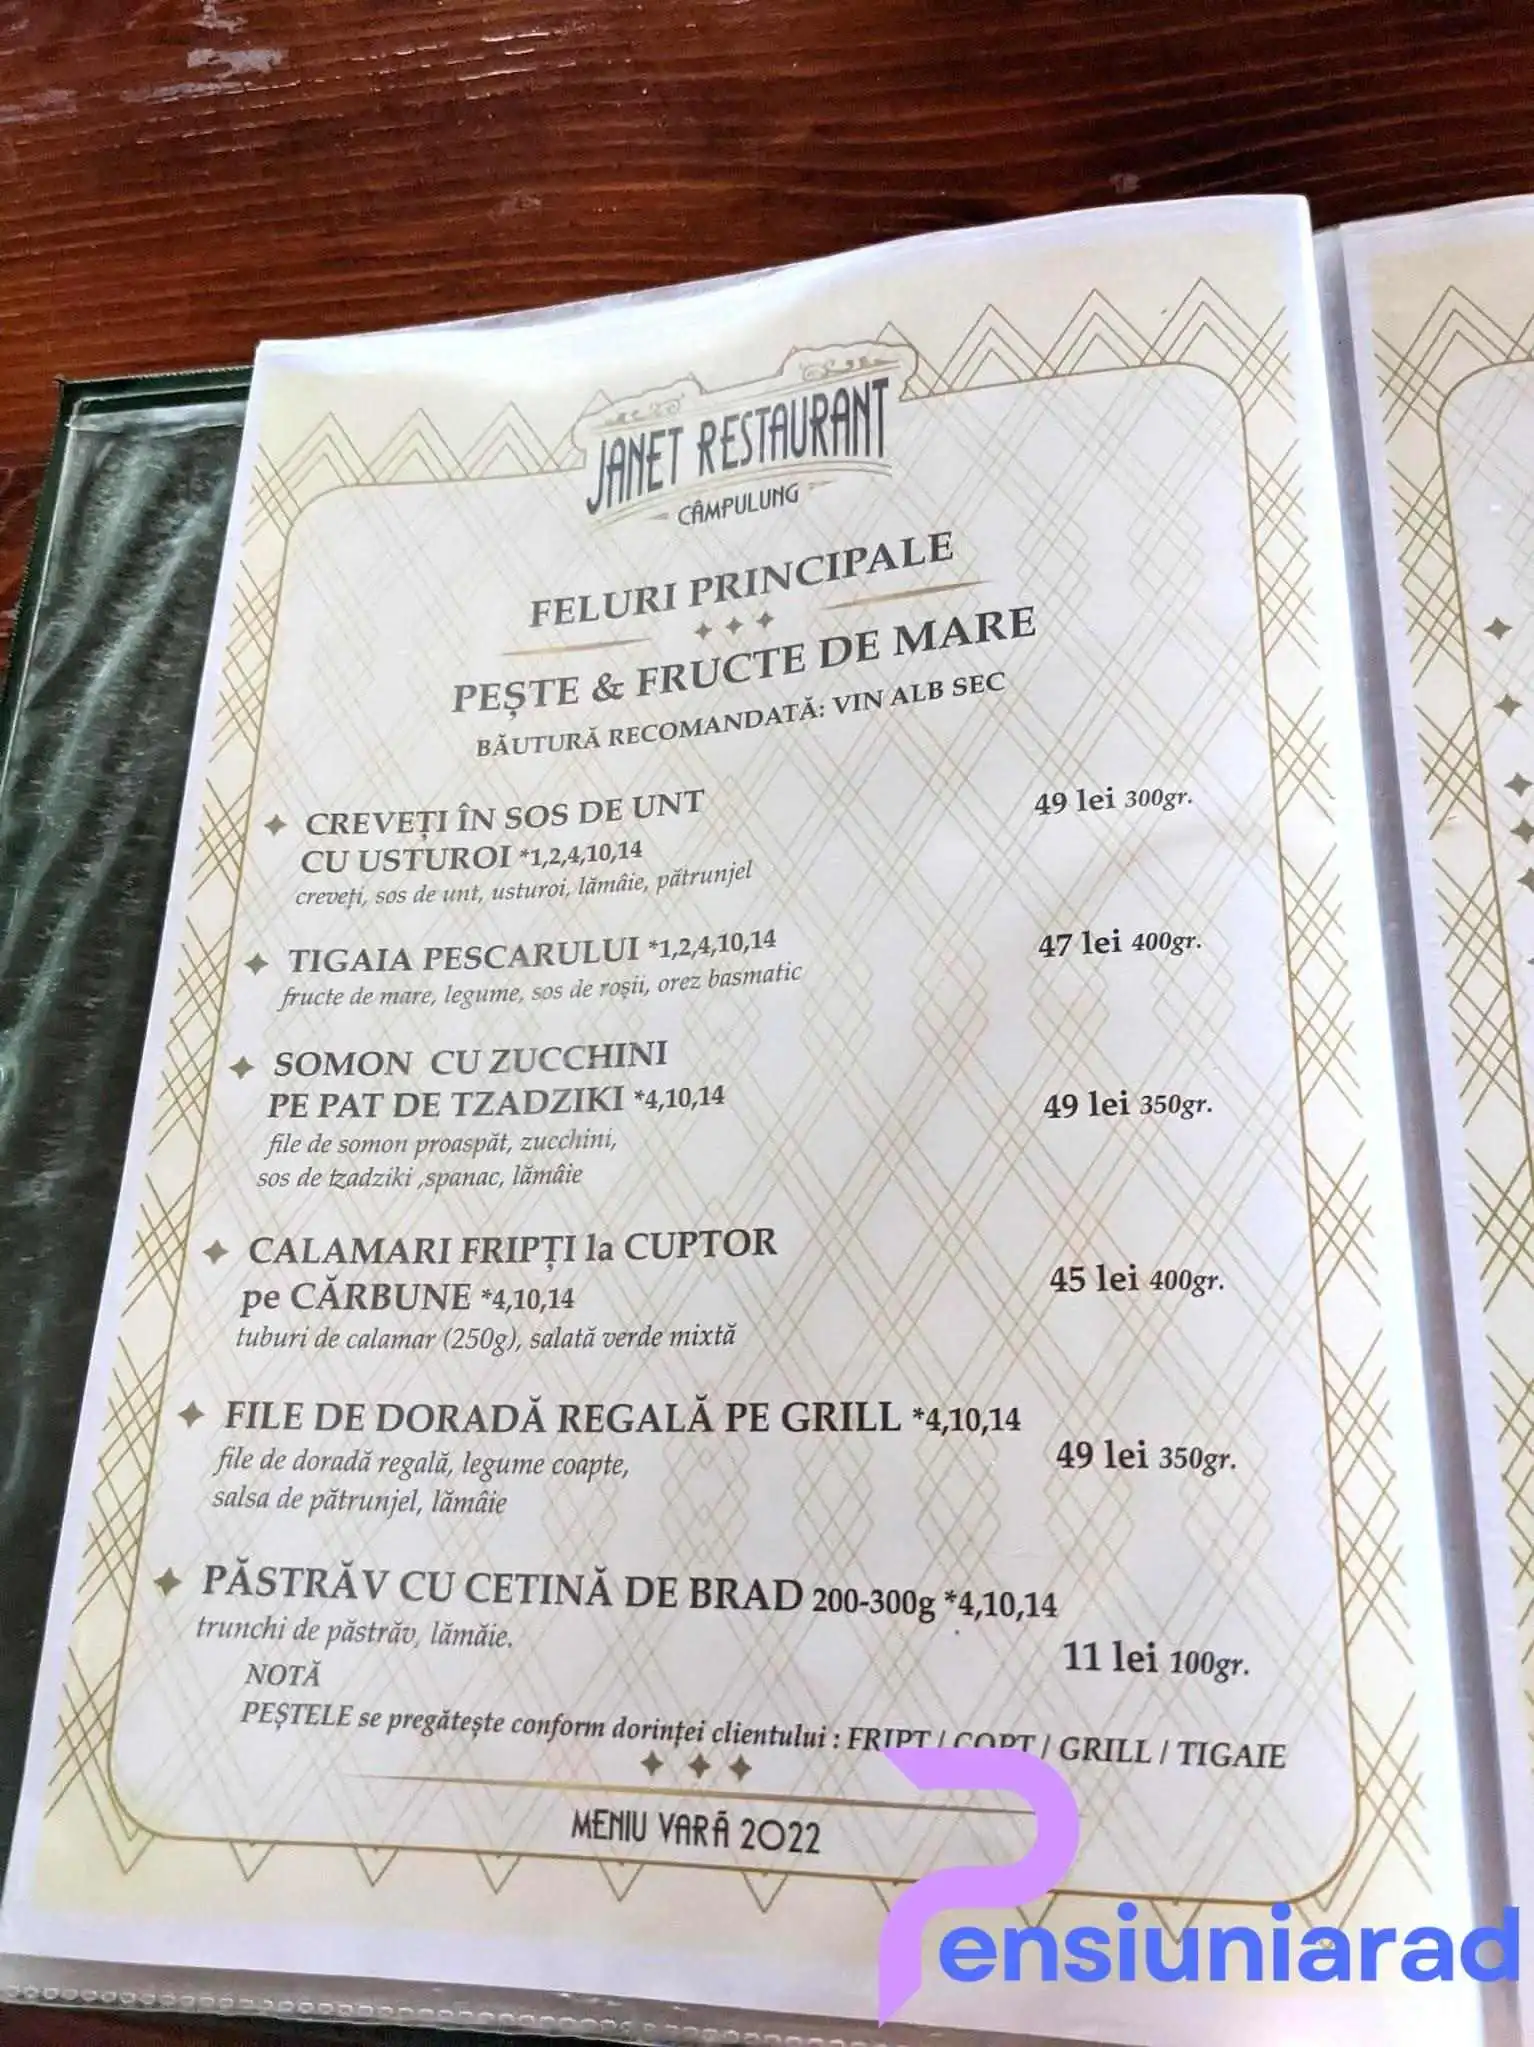 JANET RESTAURANT
CÂMPULUNG
FELURI PRINCIPALE
PEȘTE & FRUCTE DE MARE
BĂUTURĂ RECOMANDATĂ: VIN ALB SEC
CREVEȚI ÎN SOS DE UNT
49 lei 300gr.
CU USTUROI *1,2,4,10,14
creveți, sos de unt, usturoi, lămâie, pătrunjel
TIGAIA PESCARULUI *1,2,4,10,14
47 lei 400gr.
fructe de mare, legume, sos de roșii, orez basmatic
SOMON CU ZUCCHINI
PE PAT DE TZADZIKI *4,10,14
49 lei 350gr.
file de somon proaspăt, zucchini,
sos de tzadziki ,spanac, lămâie
CALAMARI FRIPȚI la CUPTOR
pe CĂRBUNE *4,10,14
45 lei 400gr.
tuburi de calamar (250g), salată verde mixtă
FILE DE DORADĂ REGALĂ PE GRILL *4,10,14
49 lei 350gr.
file de doradă regală, legume coapte,
salsa de pătrunjel, lămâie
PĂSTRĂV CU CETINĂ DE BRAD 200-300g *4,10,14
trunchi de păstrăv, lămăie.
11 lei 100gr.
NOTĂ
PEȘTELE se pregătește conform dorinței clientului : FRIPT / COPT / GRILL / TIGAIE
MENIU VARĂ 2022
Pensiuniarad